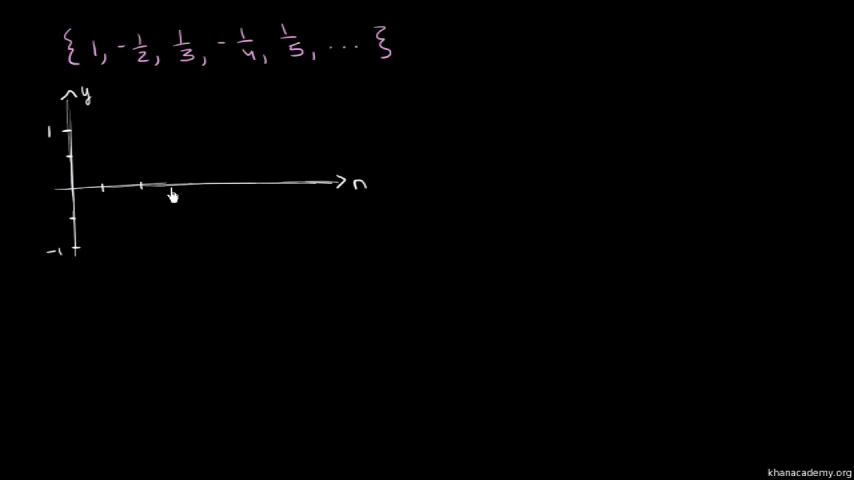 { 1, -1/2, 1/3, -1/4, 1/5, ... }
y
1
n
-1
khanacademy.org